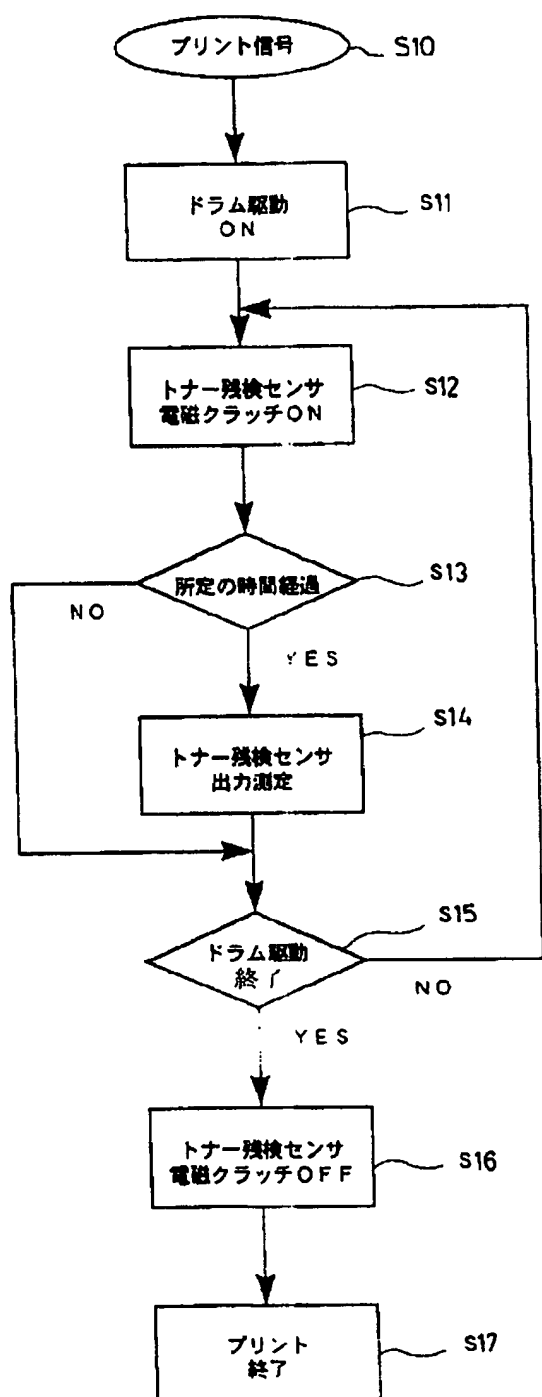 プリント信号
S10
ドラム駆動
ON
S11
トナー残検センサ
電磁クラッチON
S12
所定の時間経過
S13
NO
YES
トナー残検センサ
出力測定
S14
ドラム駆動
終了
S15
NO
YES
トナー残検センサ
電磁クラッチOFF
S16
プリント
終了
S17